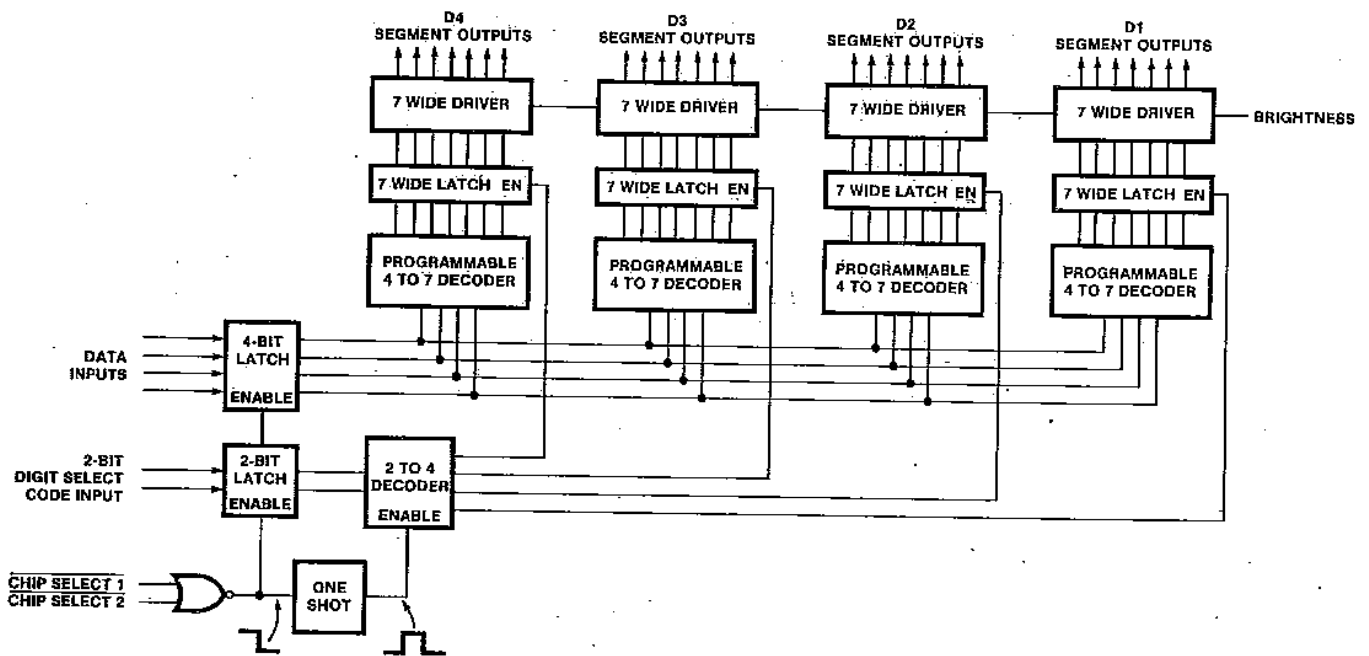 D4
SEGMENT OUTPUTS
D3
SEGMENT OUTPUTS
D2
SEGMENT OUTPUTS
D1
SEGMENT OUTPUTS
7 WIDE DRIVER
7 WIDE DRIVER
7 WIDE DRIVER
7 WIDE DRIVER
BRIGHTNESS
7 WIDE LATCH EN
7 WIDE LATCH EN
7 WIDE LATCH EN
7 WIDE LATCH EN
PROGRAMMABLE
4 TO 7 DECODER
PROGRAMMABLE
4 TO 7 DECODER
PROGRAMMABLE
4 TO 7 DECODER
PROGRAMMABLE
4 TO 7 DECODER
DATA
INPUTS
4-BIT
LATCH
ENABLE
2-BIT
DIGIT SELECT
CODE INPUT
2-BIT
LATCH
ENABLE
2 TO 4
DECODER
ENABLE
CHIP SELECT 1
CHIP SELECT 2
ONE
SHOT